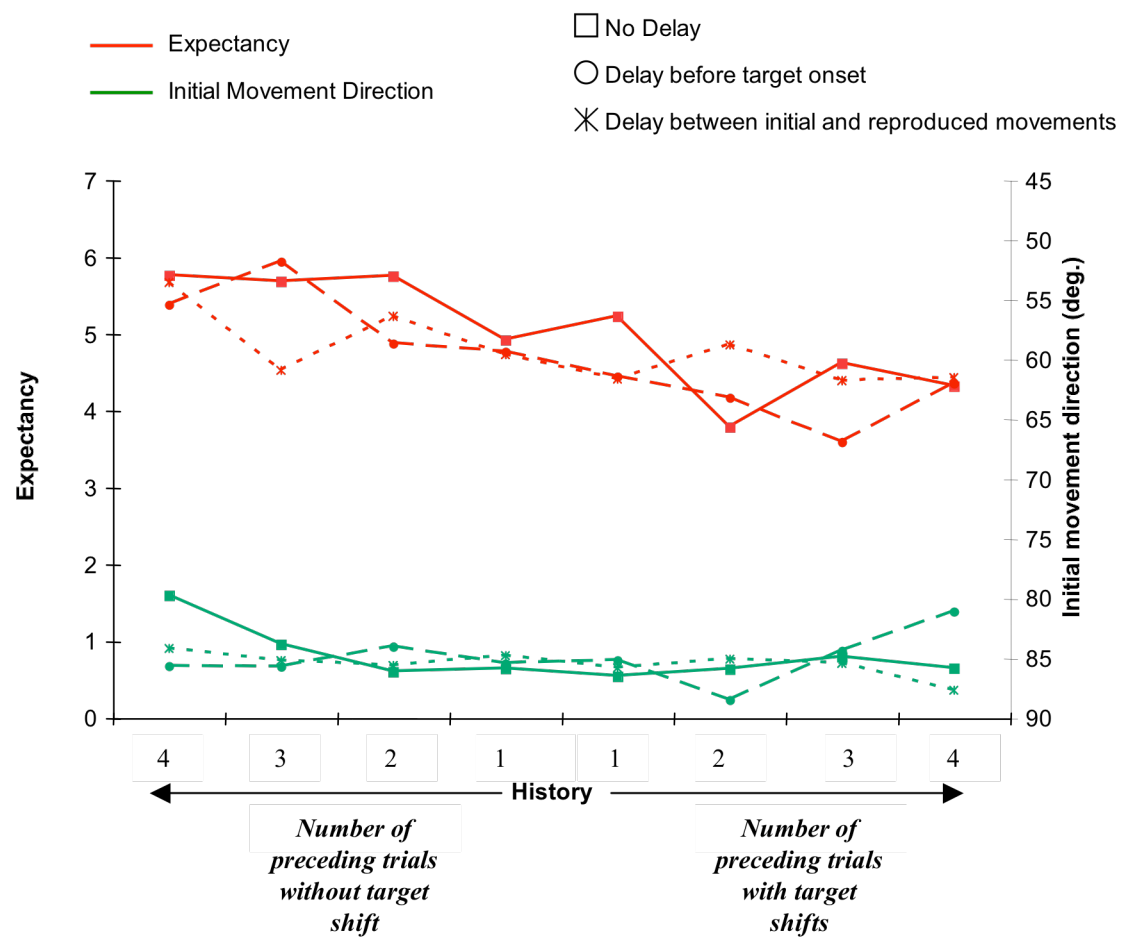 Expectancy
Initial Movement Direction
No Delay
Delay before target onset
Delay between initial and reproduced movements
7
6
5
4
3
2
1
0
Expectancy
45
50
55
60
65
70
75
80
85
90
Initial movement direction (deg.)
4 3 2 1 1 2 3 4
History
Number of
preceding trials
without target
shift
Number of
preceding trials
with target
shifts